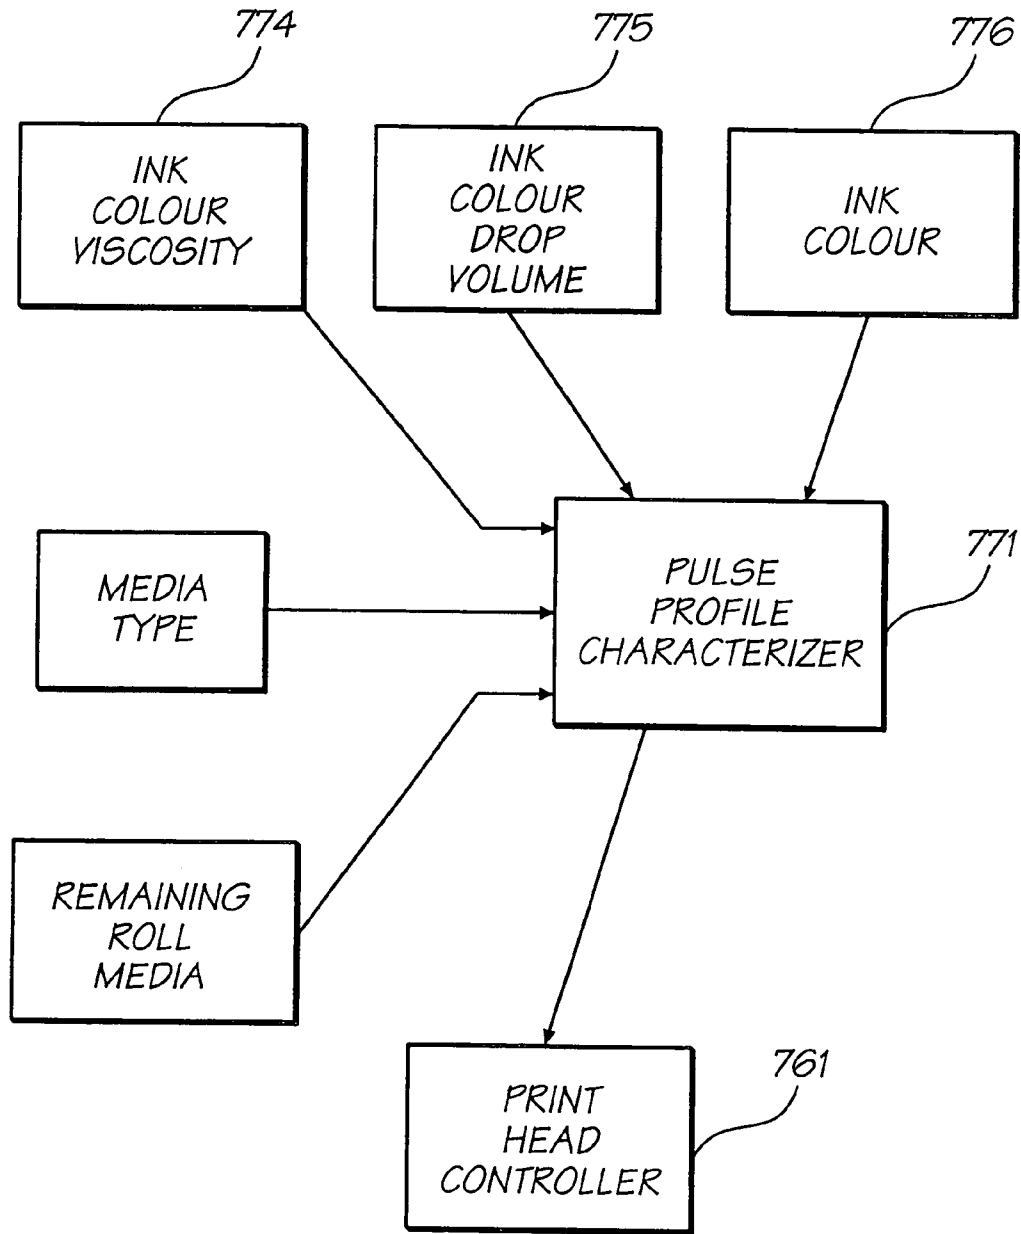 774
775
776
INK
COLOUR
VISCOSITY
INK
COLOUR
DROP
VOLUME
INK
COLOUR
MEDIA
TYPE
PULSE
PROFILE
CHARACTERIZER
771
REMAINING
ROLL
MEDIA
PRINT
HEAD
CONTROLLER
761